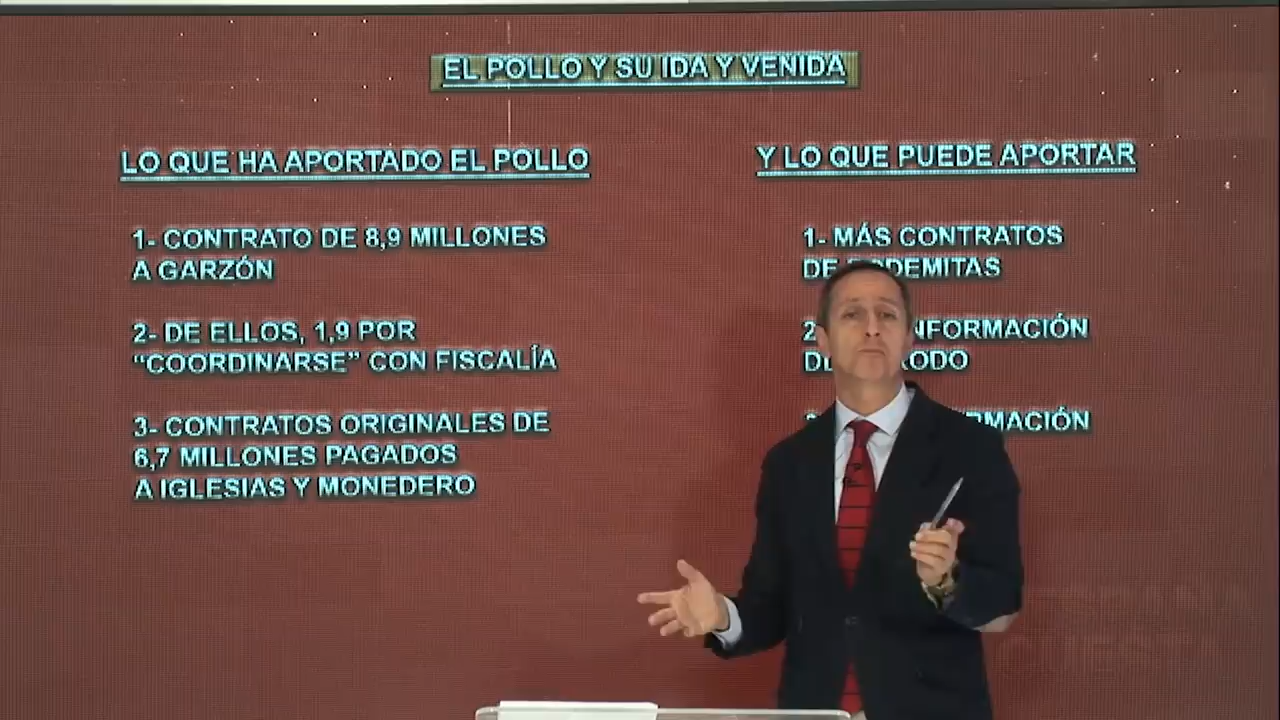 EL POLLO Y SU IDA Y VENIDA
LO QUE HA APORTADO EL POLLO
1- CONTRATO DE 8,9 MILLONES
A GARZÓN
2- DE ELLOS, 1,9 POR
“COORDINARSE” CON FISCALÍA
3- CONTRATOS ORIGINALES DE
6,7 MILLONES PAGADOS
A IGLESIAS Y MONEDERO
Y LO QUE PUEDE APORTAR
1- MÁS CONTRATOS
DE